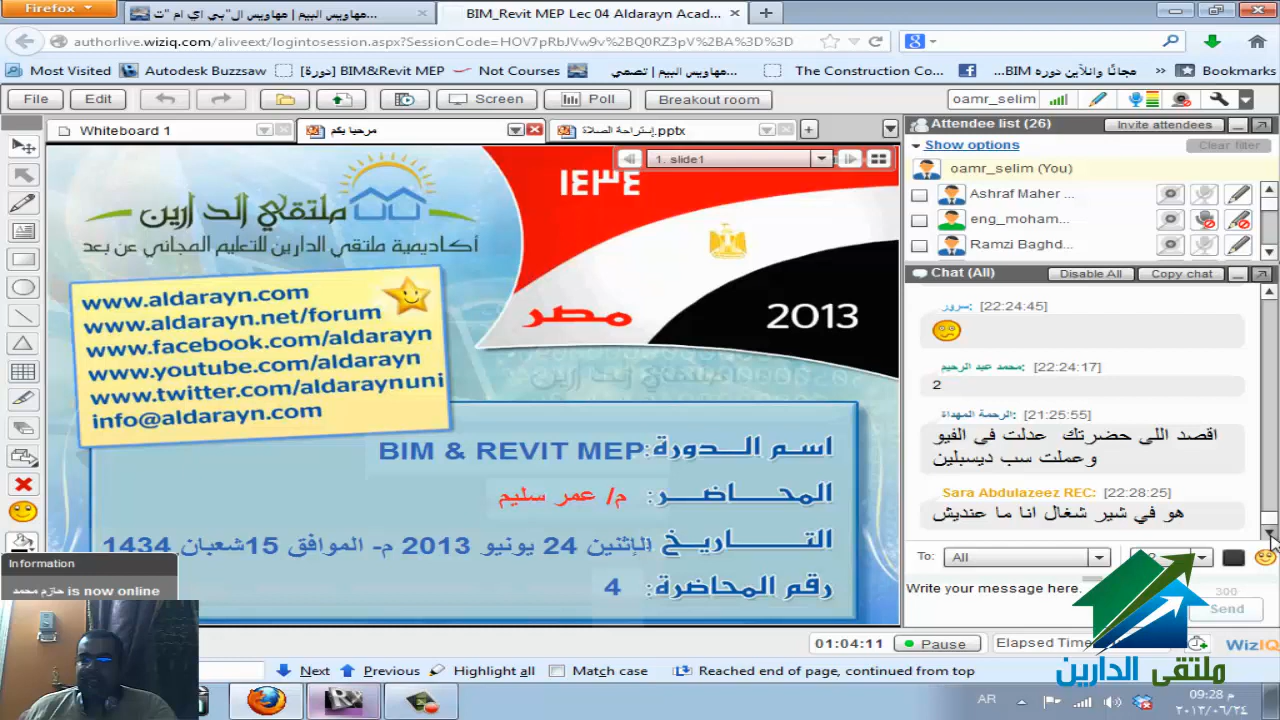 Firefox
مهاويس البيم | مهاويس ال"بي اي ام "ت...
BIM_Revit MEP Lec 04 Aldarayn Acad...
authorlive.wiziq.com/aliveext/logintosession.aspx?SessionCode=HOV7pRbJVw9v%2BQ0RZ3pV%2BA%3D%3D
Most Visited
Autodesk Buzzsaw
[دورة] BIM&Revit MEP
Not Courses
مهاويس البيم | تصمي...
The Construction Co...
مجانًا وأنلاين دوره BIM...
Bookmarks
File
Edit
Screen
Poll
Breakout room
oamr_selim
Whiteboard 1
مرحبا بكم
إستراحة الصلاة.pptx
1. slide1
Attendee list (26)
Invite attendees
Show options
Clear filter
oamr_selim (You)
Ashraf Maher ...
eng_moham...
Ramzi Baghd...
١٤٣٤
مصر
2013
ملتقي الدارين
أكاديمية ملتقي الدارين للتعليم المجاني عن بعد
www.aldarayn.com
www.aldarayn.net/forum
www.facebook.com/aldarayn
www.youtube.com/aldarayn
www.twitter.com/aldaraynuni
info@aldarayn.com
اسم الدورة: BIM & REVIT MEP
المحاضر: م/ عمر سليم
التاريخ: الإثنين 24 يونيو 2013 م- الموافق 15شعبان 1434
رقم المحاضرة: 4
Chat (All)
Disable All
Copy chat
سرور: [22:24:45]
محمد عبد الرحيم: [22:24:17]
2
الرحمة المهداة: [21:25:55]
اقصد اللى حضرتك عدلت فى الفيو
وعملت سب ديسبلين
Sara Abdulazeez REC: [22:28:25]
هو في شير شغال انا ما عنديش
To:
All
Write your message here.
300
Send
Information
حازم محمد is now online
01:04:11
Pause
Elapsed Time
WizIQ
ملتقى الدارين
Next
Previous
Highlight all
Match case
Reached end of page, continued from top
AR
09:28 م
٢٠١٣/٠٦/٢٤